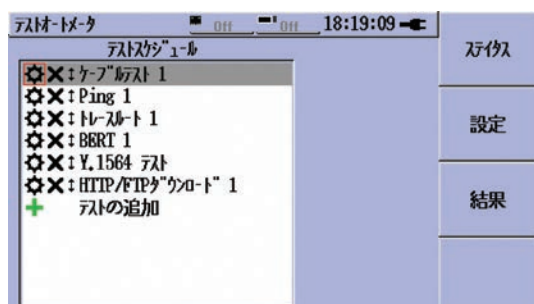 ﾃｽﾄｵｰﾄﾒｰﾀ Off Off 18:19:09
ﾃｽﾄｽｹｼﾞｭｰﾙ
ｹｰﾌﾞﾙﾃｽﾄ 1
Ping 1
ﾄﾚｰｽﾙｰﾄ 1
BERT 1
Y.1564 ﾃｽﾄ
HTTP/FTPﾀﾞｳﾝﾛｰﾄﾞ 1
ﾃｽﾄの追加
ｽﾃｲﾀｽ
設定
結果